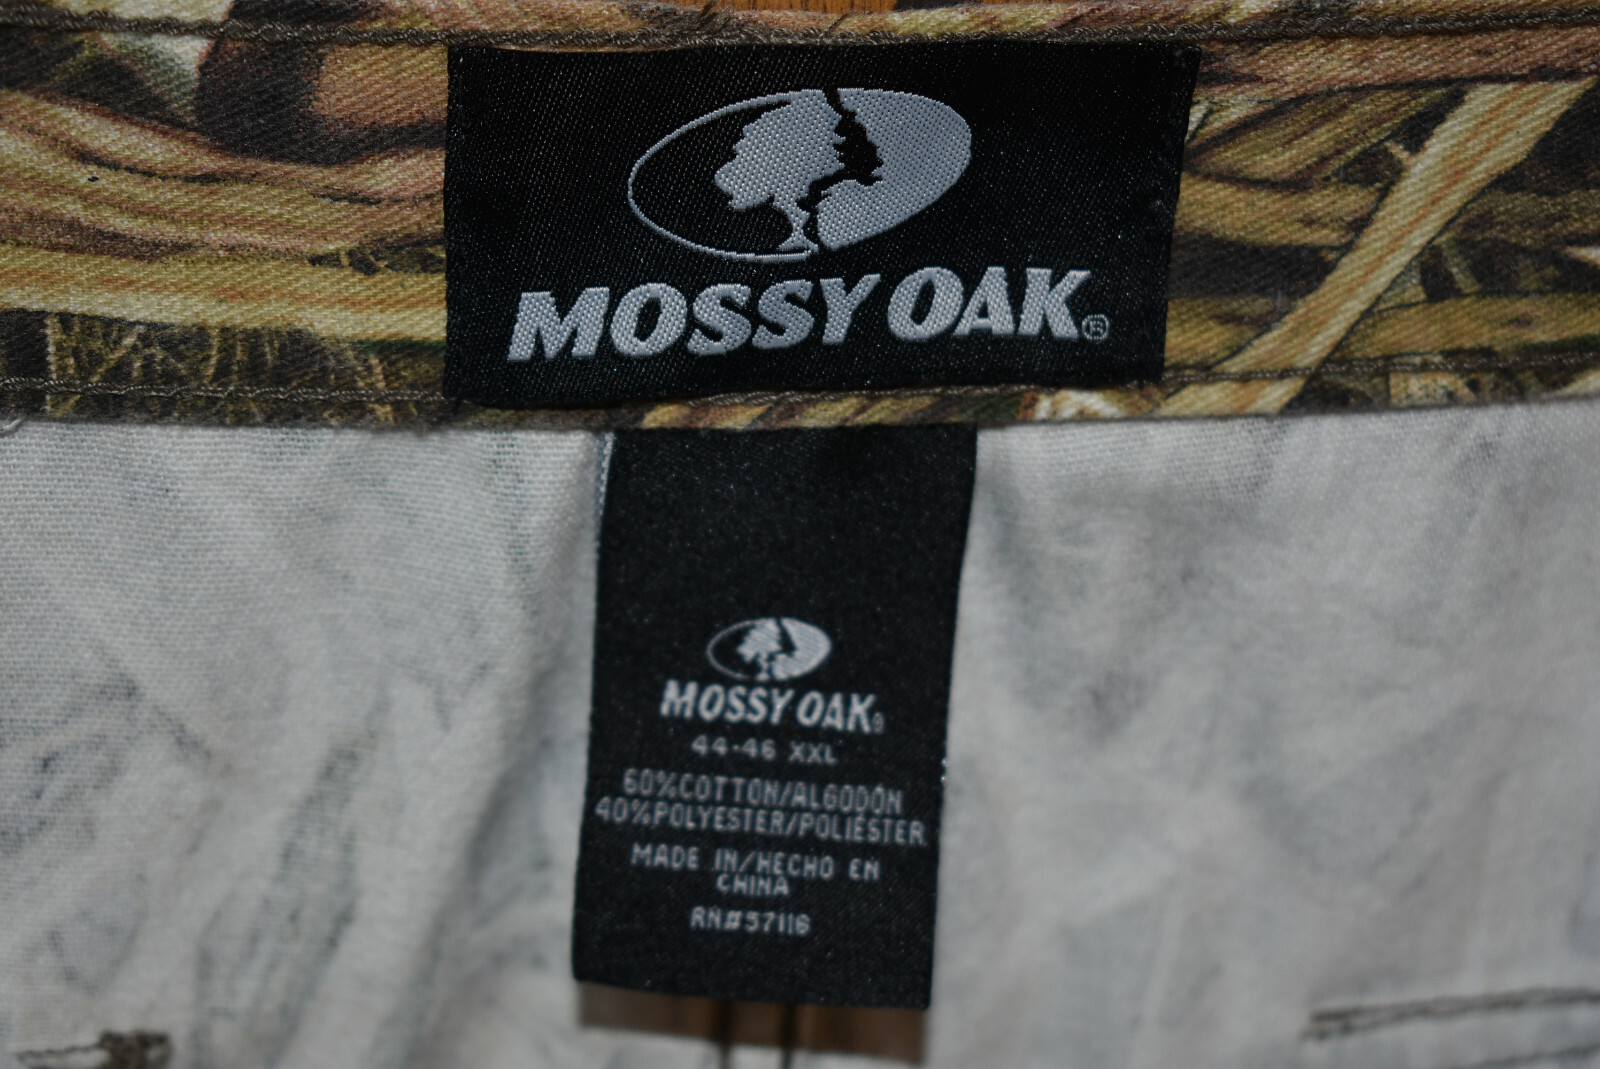 MOSSY OAK®
MOSSY OAK®
44-46 XXL
60%COTTON/ALGODÓN
40%POLYESTER/POLIÉSTER
MADE IN/HECHO EN
CHINA
RN#57116